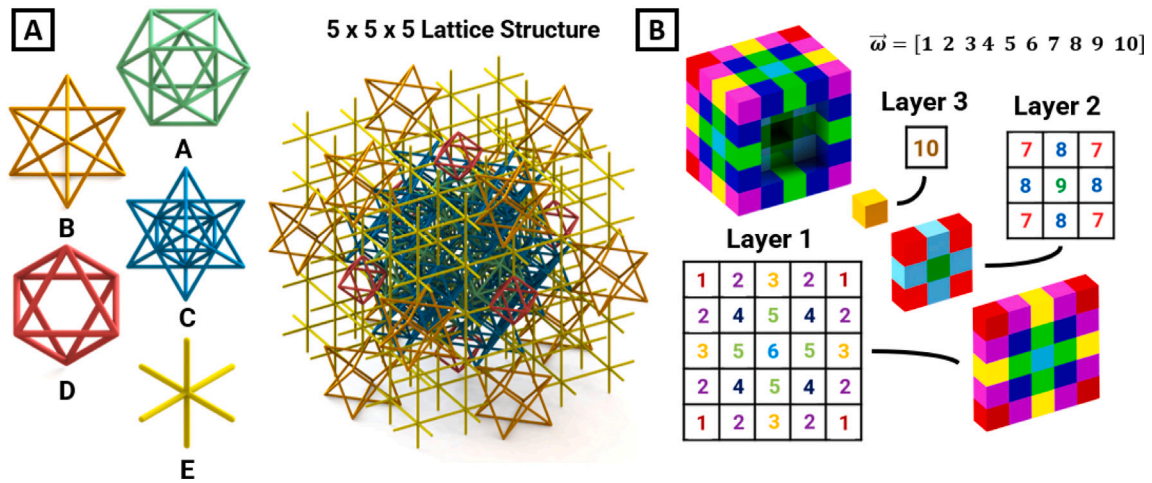 A
5 x 5 x 5 Lattice Structure
A
B
C
D
E
B
ω⃗ = [1 2 3 4 5 6 7 8 9 10]
Layer 3
10
Layer 2
7 8 7
8 9 8
7 8 7
Layer 1
1 2 3 2 1
2 4 5 4 2
3 5 6 5 3
2 4 5 4 2
1 2 3 2 1